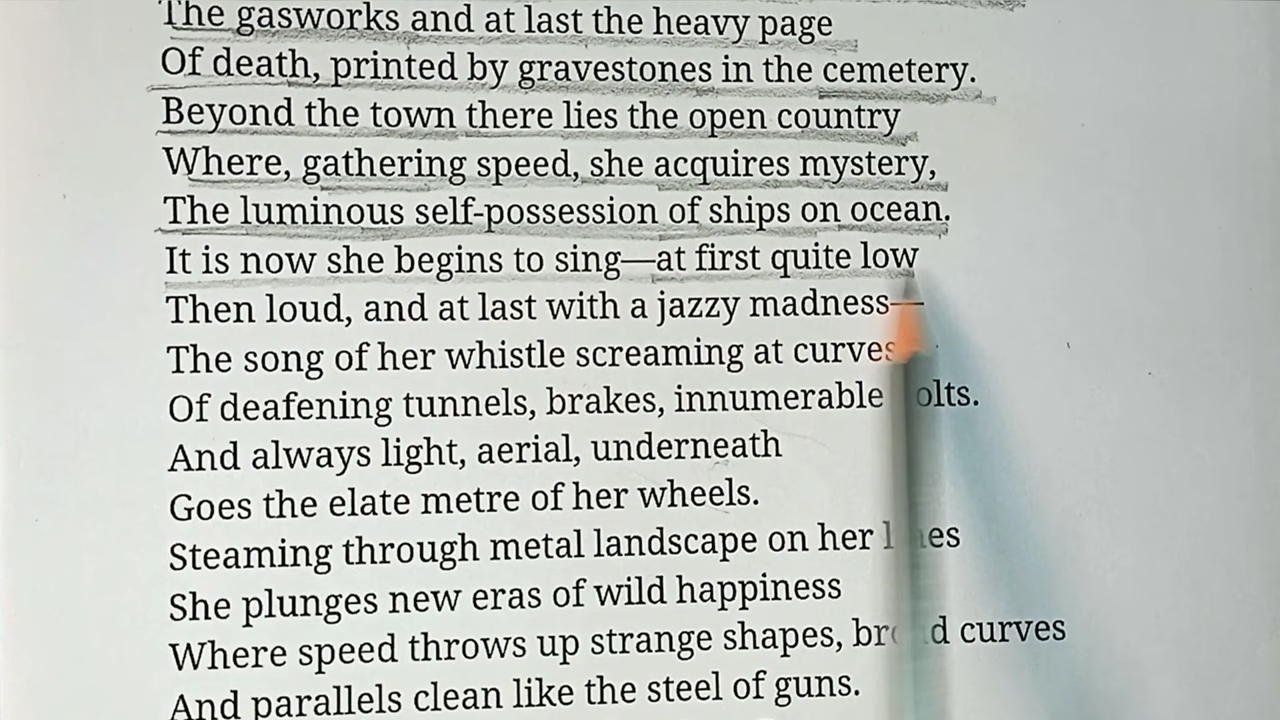 The gasworks and at last the heavy page
Of death, printed by gravestones in the cemetery.
Beyond the town there lies the open country
Where, gathering speed, she acquires mystery,
The luminous self-possession of ships on ocean.
It is now she begins to sing—at first quite low
Then loud, and at last with a jazzy madness—
The song of her whistle screaming at curves
Of deafening tunnels, brakes, innumerable
And always light, aerial, underneath
Goes the elate metre of her wheels.
Steaming through metal landscape on her
She plunges new eras of wild happiness
Where speed throws up strange shapes, curves
And parallels clean like the steel of guns.